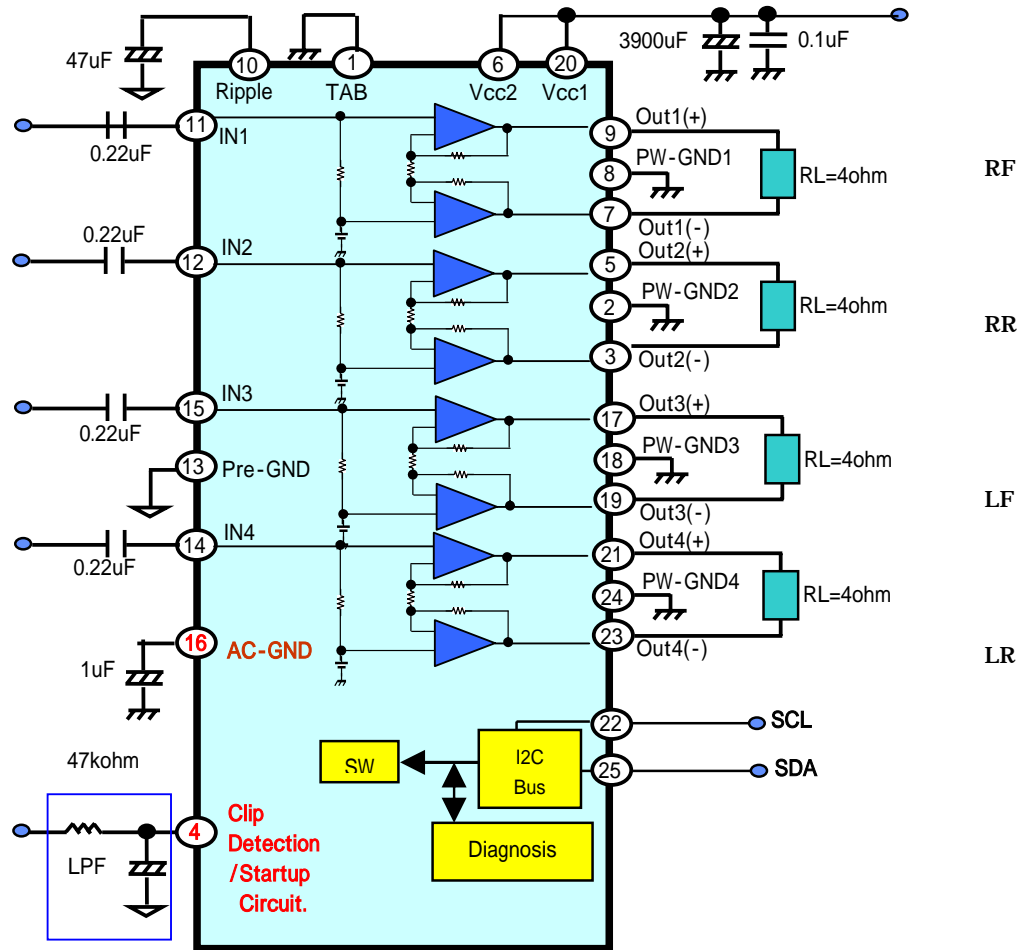 47uF
3900uF
0.1uF
10
1
6
20
Ripple
TAB
Vcc2
Vcc1
11
IN1
0.22uF
9
Out1(+)
8
PW-GND1
RL=4ohm
RF
7
Out1(-)
0.22uF
12
IN2
5
Out2(+)
2
PW-GND2
RL=4ohm
RR
3
Out2(-)
15
IN3
0.22uF
17
Out3(+)
13
Pre-GND
18
PW-GND3
RL=4ohm
19
LF
Out3(-)
14
IN4
0.22uF
21
Out4(+)
24
PW-GND4
RL=4ohm
23
Out4(-)
16
AC-GND
1uF
LR
22
SCL
47kohm
SW
I2C
Bus
25
SDA
4
Clip
Detection
/Startup
Circuit.
LPF
Diagnosis